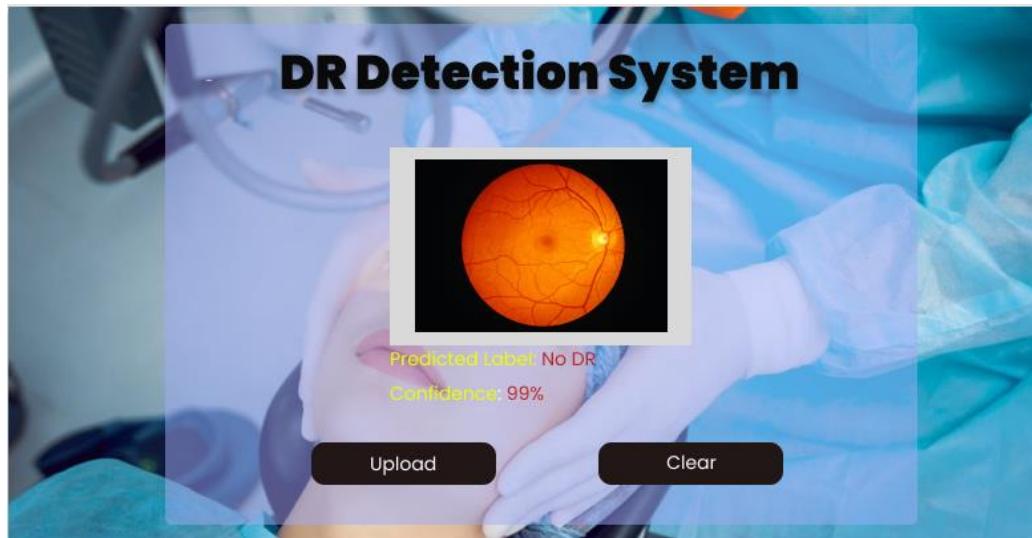 DR Detection System
Predicted Label: No DR
Confidence: 99%
Upload
Clear